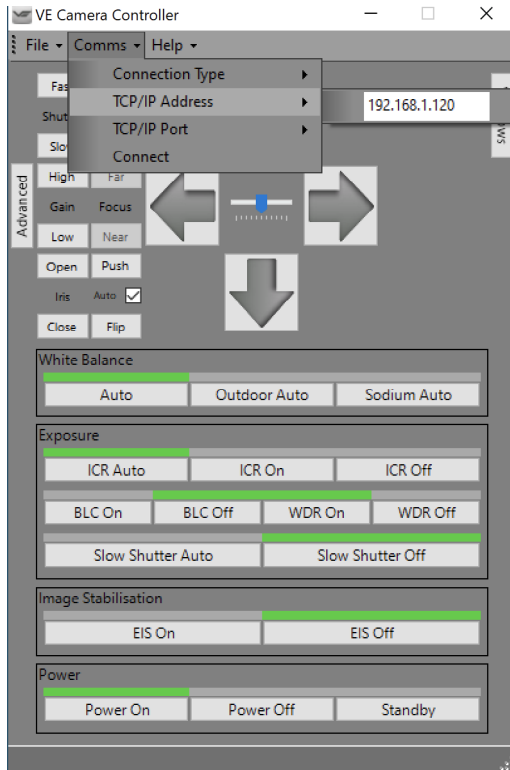 VE Camera Controller
File Comms Help
Connection Type
TCP/IP Address
192.168.1.120
TCP/IP Port
Connect
High Far
Advanced
Gain Focus
Low Near
Open Push
Iris Auto
Close Flip
White Balance
Auto Outdoor Auto Sodium Auto
Exposure
ICR Auto ICR On ICR Off
BLC On BLC Off WDR On WDR Off
Slow Shutter Auto Slow Shutter Off
Image Stabilisation
EIS On EIS Off
Power
Power On Power Off Standby